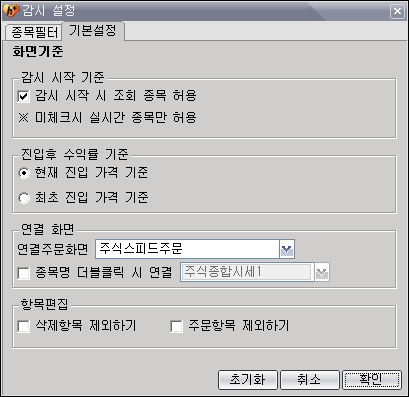 감시 설정
종목필터 기본설정
화면기준
감시 시작 기준
감시 시작 시 조회 종목 허용
※ 미체크시 실시간 종목만 허용
진입후 수익률 기준
현재 진입 가격 기준
최초 진입 가격 기준
연결 화면
연결주문화면 주식스피드주문
종목명 더블클릭 시 연결 주식종합시세1
항목편집
삭제항목 제외하기 주문항목 제외하기
초기화 취소 확인